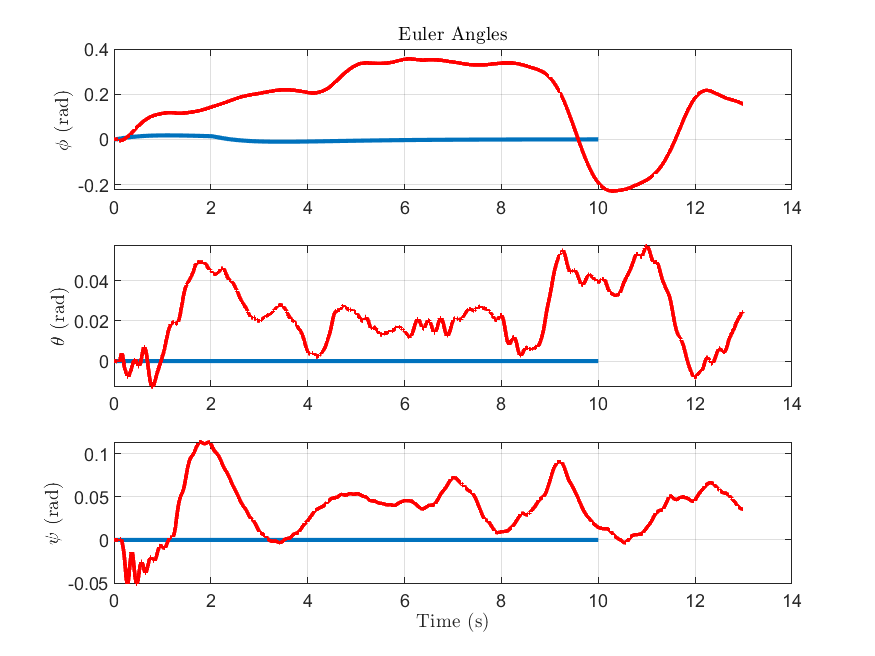 Euler Angles
0.4
0.2
0
-0.2
ϕ (rad)
0 2 4 6 8 10 12 14
0.04
0.02
0
θ (rad)
0 2 4 6 8 10 12 14
0.1
0.05
0
-0.05
ψ (rad)
0 2 4 6 8 10 12 14
Time (s)